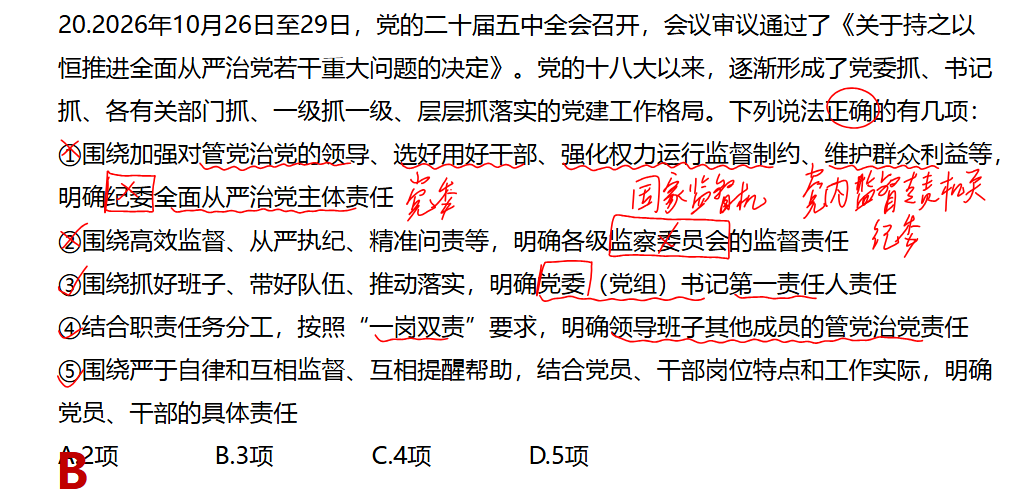 20.2026年10月26日至29日，党的二十届五中全会召开，会议审议通过了《关于持之以
恒推进全面从严治党若干重大问题的决定》。党的十八大以来，逐渐形成了党委抓、书记
抓、各有关部门抓、一级抓一级、层层抓落实的党建工作格局。下列说法正确的有几项：
①围绕加强对管党治党的领导、选好用好干部、强化权力运行监督制约、维护群众利益等，
明确纪委全面从严治党主体责任 党委 国家监督机 党内监督专责机关
②围绕高效监督、从严执纪、精准问责等，明确各级监察委员会的监督责任 纪委
③围绕抓好班子、带好队伍、推动落实，明确党委（党组）书记第一责任人责任
④结合职责任务分工，按照“一岗双责”要求，明确领导班子其他成员的管党治党责任
⑤围绕严于自律和互相监督、互相提醒帮助，结合党员、干部岗位特点和工作实际，明确
党员、干部的具体责任
A.2项 B.3项 C.4项 D.5项
B